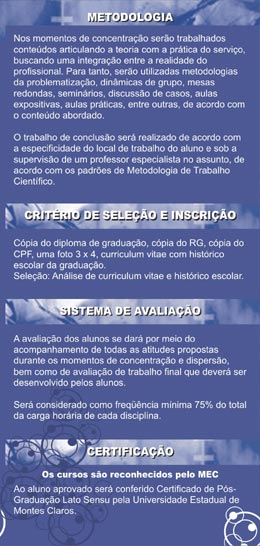 METODOLOGIA
Nos momentos de concentração serão trabalhados
conteúdos articulando a teoria com a prática do serviço,
buscando uma integração entre a realidade do
profissional. Para tanto, serão utilizadas metodologias
da problematização, dinâmicas de grupo, mesas
redondas, seminários, discussão de casos, aulas
expositivas, aulas práticas, entre outras, de acordo com
o conteúdo abordado.
O trabalho de conclusão será realizado de acordo com
a especificidade do local de trabalho do aluno e sob a
supervisão de um professor especialista no assunto, de
acordo com os padrões de Metodologia de Trabalho
Científico.
CRITÉRIO DE SELEÇÃO E INSCRIÇÃO
Cópia do diploma de graduação, cópia do RG, cópia do
CPF, uma foto 3 x 4, curriculum vitae com histórico
escolar da graduação.
Seleção: Análise de curriculum vitae e histórico escolar.
SISTEMA DE AVALIAÇÃO
A avaliação dos alunos se dará por meio do
acompanhamento de todas as atitudes propostas
durante os momentos de concentração e dispersão,
bem como de avaliação de trabalho final que deverá ser
desenvolvido pelos alunos.
Será considerado como freqüência mínima 75% do total
da carga horária de cada disciplina.
CERTIFICAÇÃO
Os cursos são reconhecidos pelo MEC
Ao aluno aprovado será conferido Certificado de Pós-
Graduação Lato Sensu pela Universidade Estadual de
Montes Claros.